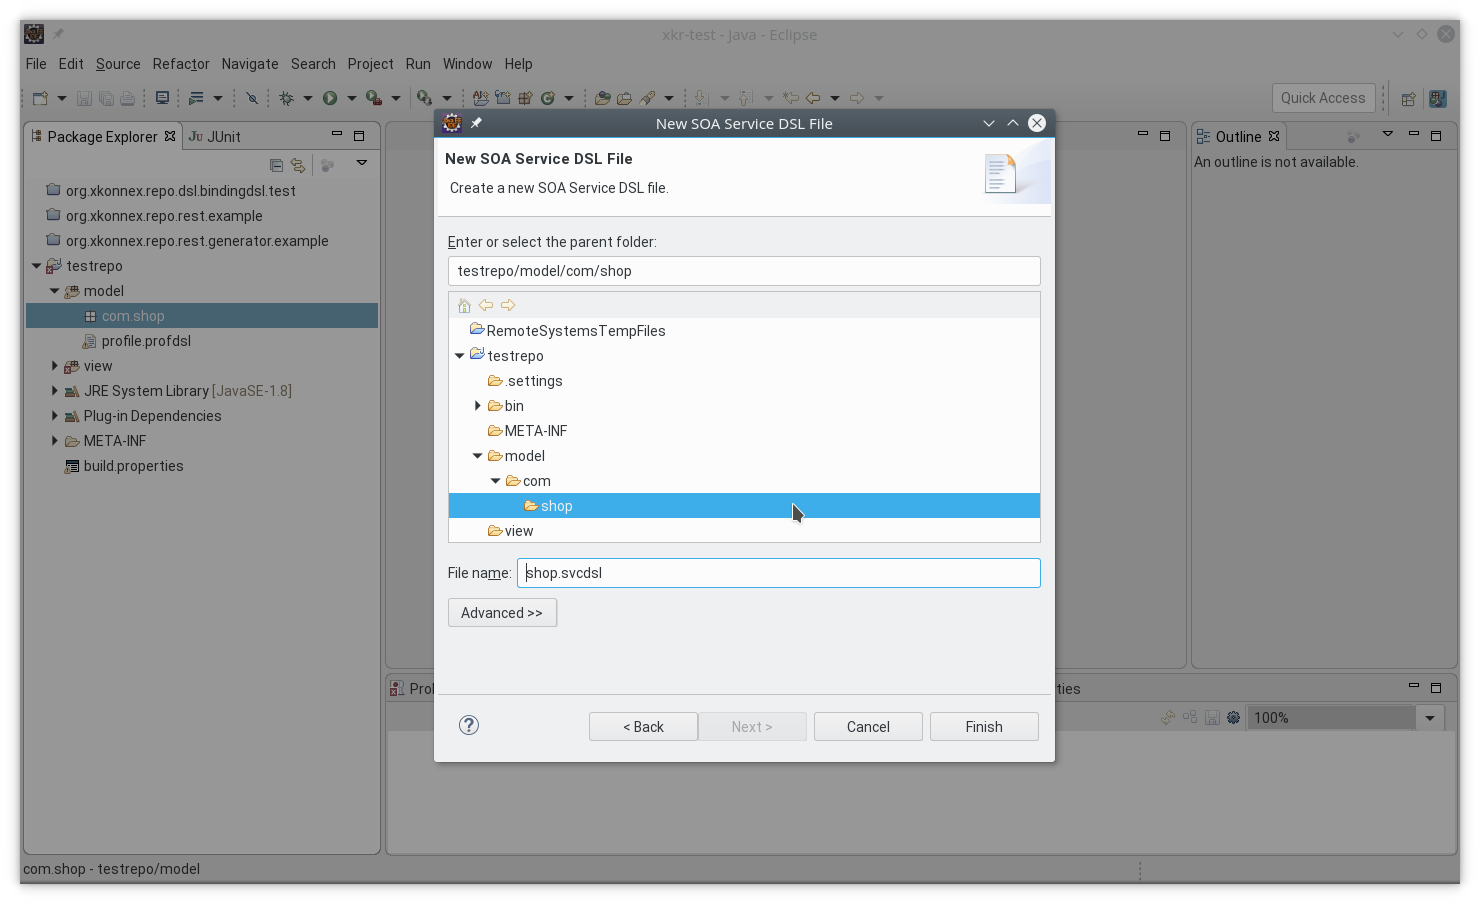 xkr-test - Java - Eclipse
File Edit Source Refactor Navigate Search Project Run Window Help
Quick Access
Package Explorer
JUnit
org.xkonnex.repo.dsl.bindingdsl.test
org.xkonnex.repo.rest.example
org.xkonnex.repo.rest.generator.example
testrepo
model
com.shop
profile.profdsl
view
JRE System Library [JavaSE-1.8]
Plug-in Dependencies
META-INF
build.properties
New SOA Service DSL File
New SOA Service DSL File
Create a new SOA Service DSL file.
Enter or select the parent folder:
testrepo/model/com/shop
RemoteSystemsTempFiles
testrepo
.settings
bin
META-INF
model
com
shop
view
File name: shop.svcdsl
Advanced >>
< Back Next > Cancel Finish
Outline
An outline is not available.
Prol
ties
100%
com.shop - testrepo/model